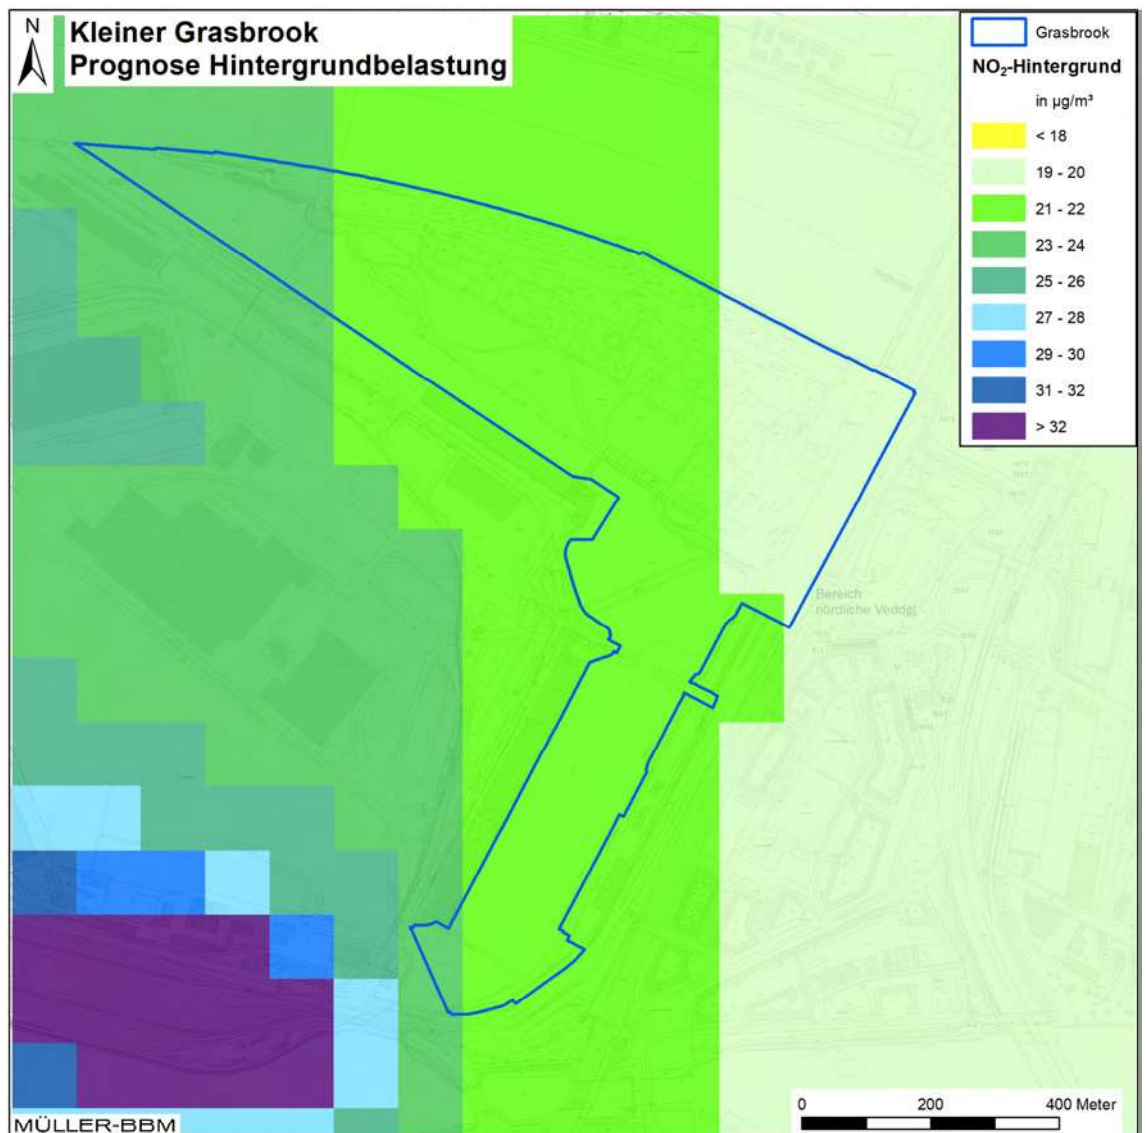 N
Kleiner Grasbrook
Prognose Hintergrundbelastung
Grasbrook
NO₂-Hintergrund
in µg/m³
< 18
19 - 20
21 - 22
23 - 24
25 - 26
27 - 28
29 - 30
31 - 32
> 32
Bereich
nördliche Veddel
0 200 400 Meter
MÜLLER-BBM